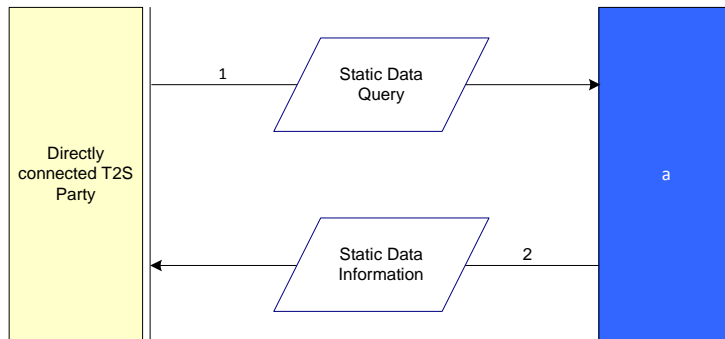 1
Static Data
Query
Directly
connected T2S
Party
a
Static Data
Information
2